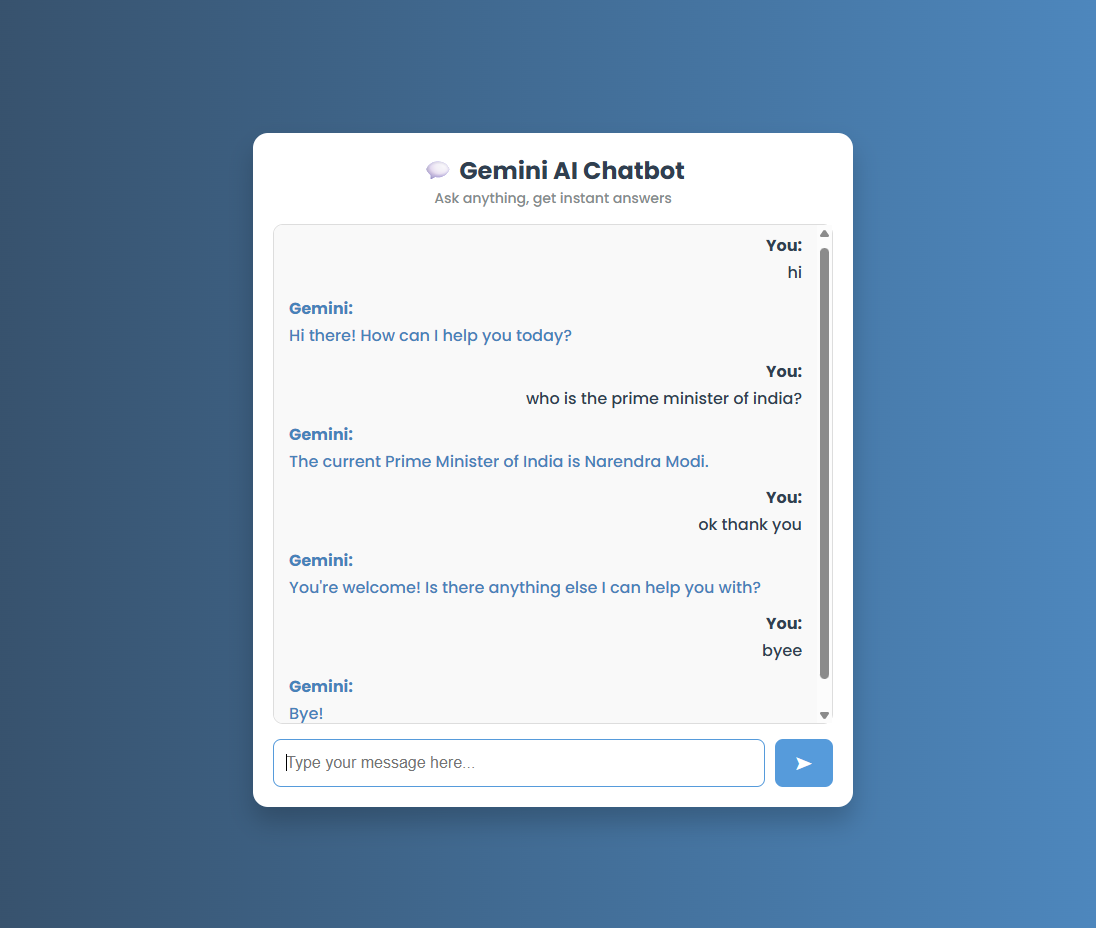 Gemini AI Chatbot
Ask anything, get instant answers
You:
hi
Gemini:
Hi there! How can I help you today?
You:
who is the prime minister of india?
Gemini:
The current Prime Minister of India is Narendra Modi.
You:
ok thank you
Gemini:
You're welcome! Is there anything else I can help you with?
You:
byee
Gemini:
Bye!
Type your message here...